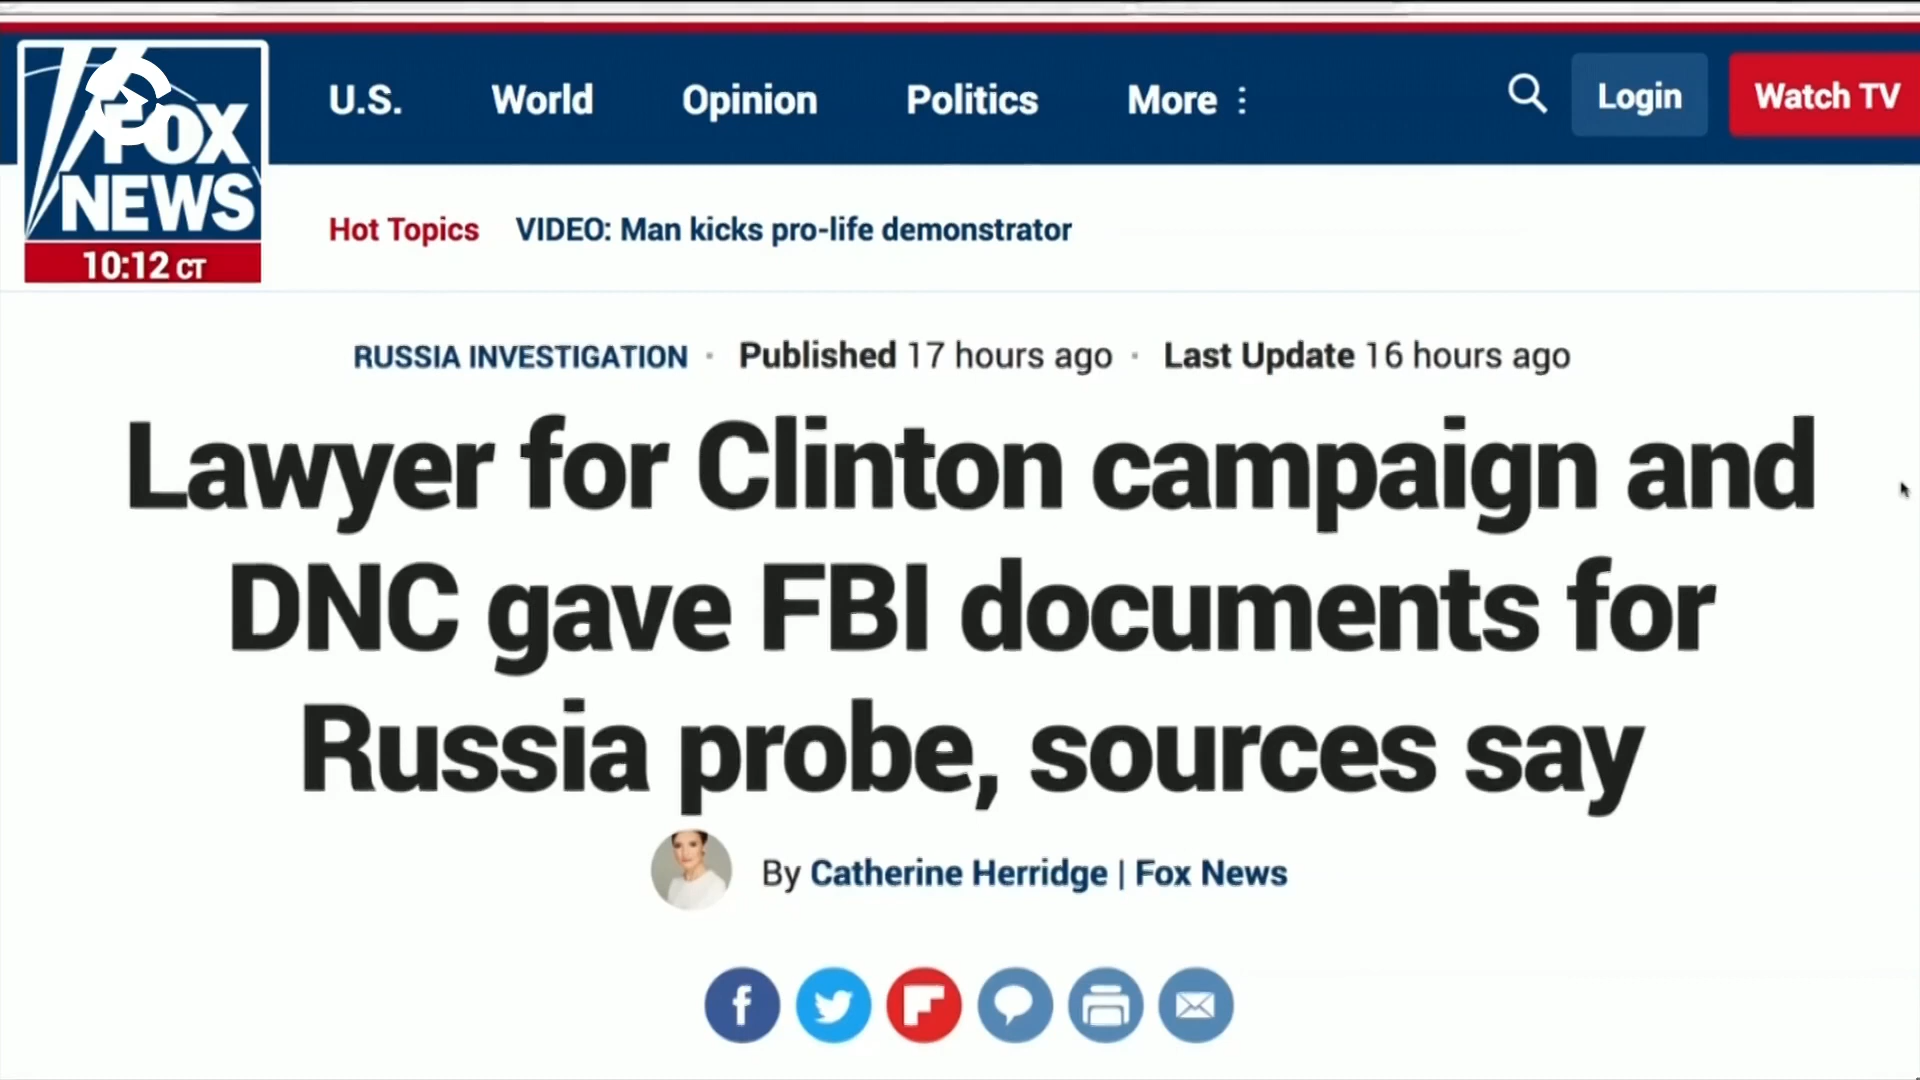 U.S. World Opinion Politics More Login Watch TV
FOX
NEWS
10:12 CT
Hot Topics VIDEO: Man kicks pro-life demonstrator
RUSSIA INVESTIGATION · Published 17 hours ago · Last Update 16 hours ago
Lawyer for Clinton campaign and
DNC gave FBI documents for
Russia probe, sources say
By Catherine Herridge | Fox News